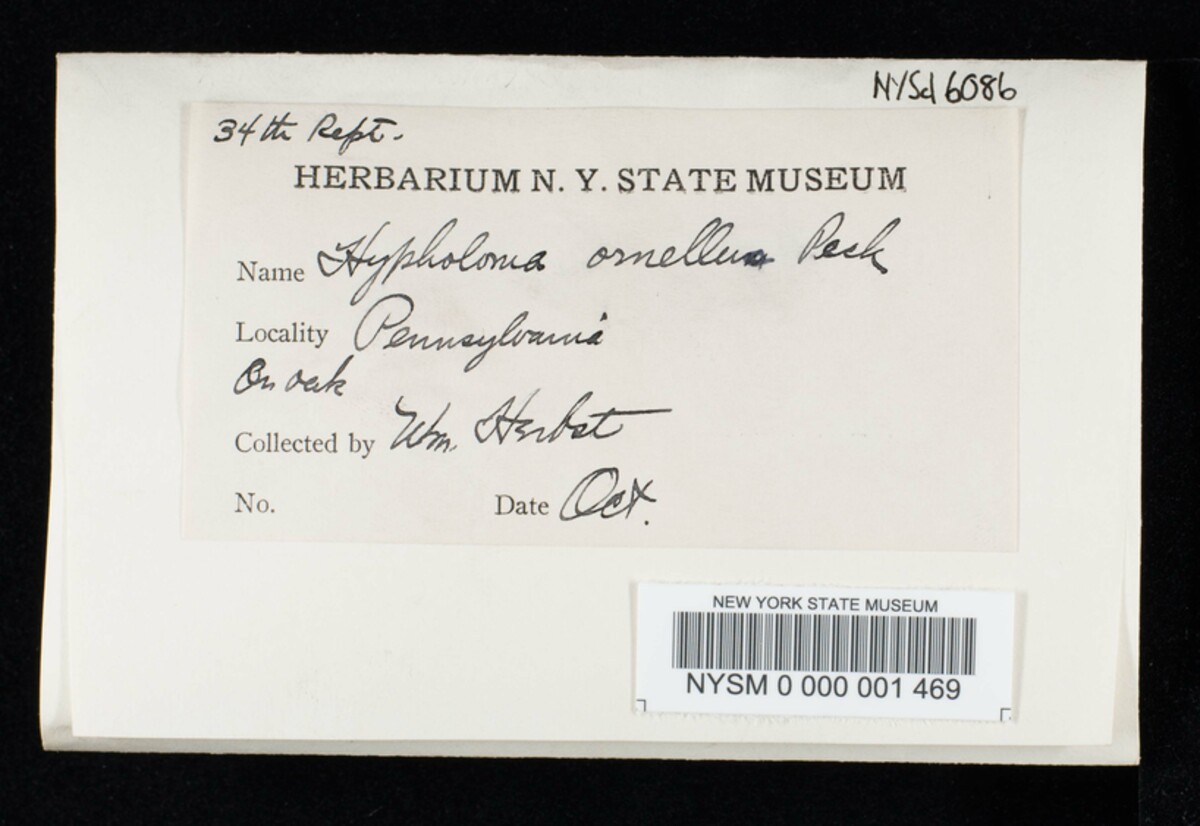 NYSd 6086
34th Rept.
HERBARIUM N. Y. STATE MUSEUM
Name Hypholoma ornellum Peck
Locality Pennsylvania
On oak
Collected by Wm. Herbst
No. Date Oct.
NEW YORK STATE MUSEUM
NYSM 0 000 001 469